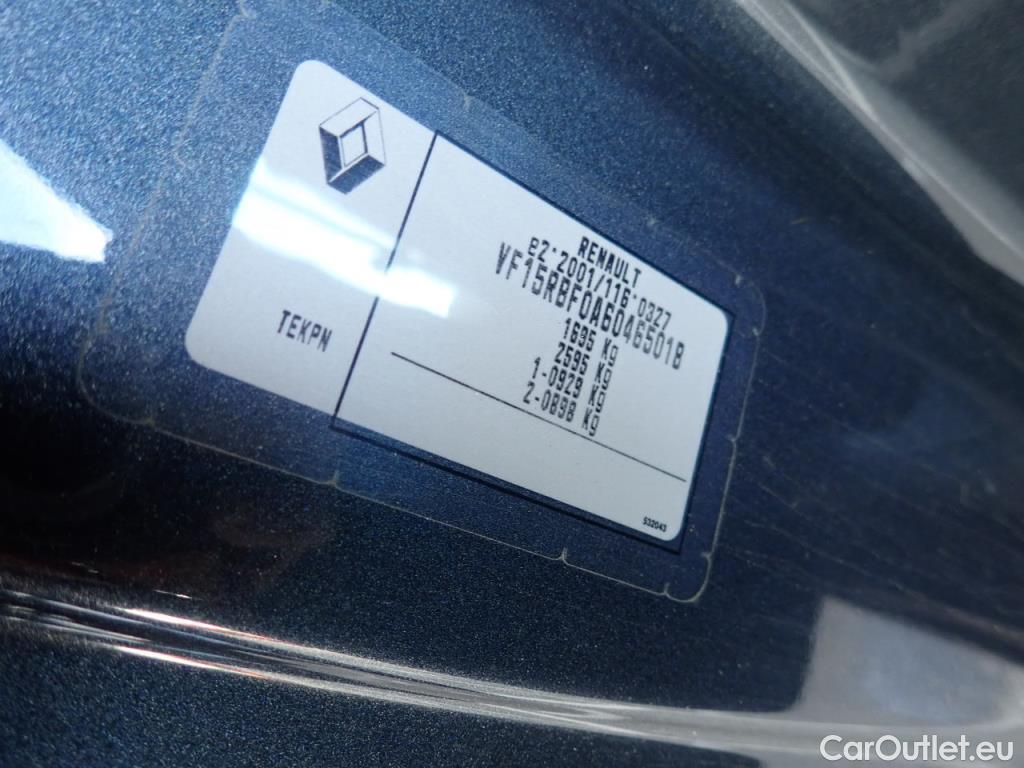 RENAULT
e2*2001/116*0327
VF15RBF0A60465018
1695 Kg
2595 Kg
1-0929 Kg
2-0898 Kg
TEKPN
532043
CarOutlet.eu